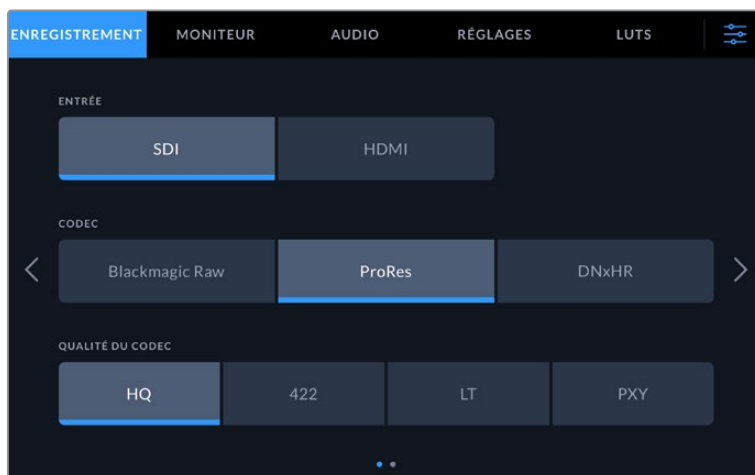 ENREGISTREMENT MONITEUR AUDIO RÉGLAGES LUTS
ENTRÉE
SDI HDMI
CODEC
Blackmagic Raw ProRes DNxHR
QUALITÉ DU CODEC
HQ 422 LT PXY